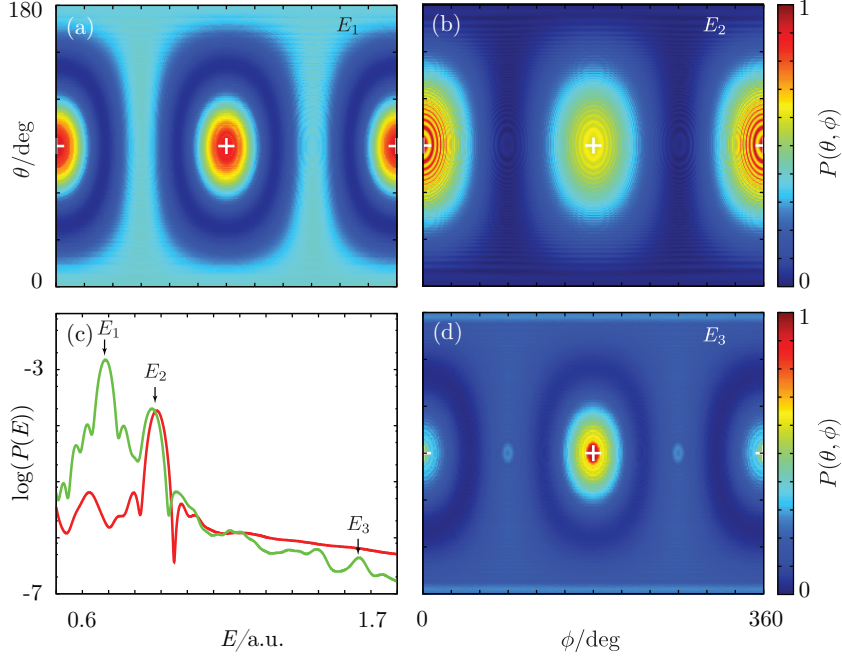 180
(a)
E₁
θ/deg
0
(b)
E₂
1
P(θ, ϕ)
0
(c)
E₁
E₂
E₃
-3
log(P(E))
-7
0.6
1.7
E/a.u.
(d)
E₃
1
P(θ, ϕ)
0
0
360
ϕ/deg